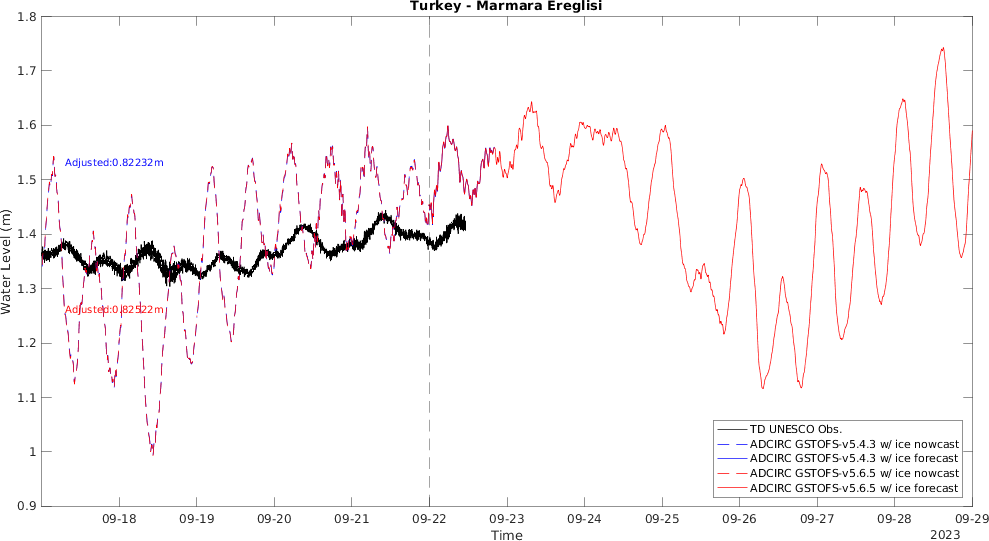 Turkey - Marmara Ereglisi
1.8
1.7
1.6
1.5
1.4
1.3
1.2
1.1
1
0.9
Water Level (m)
Adjusted:0.82232m
Adjusted:0.82522m
TD UNESCO Obs.
ADCIRC GSTOFS-v5.4.3 w/ ice nowcast
ADCIRC GSTOFS-v5.4.3 w/ ice forecast
ADCIRC GSTOFS-v5.6.5 w/ ice nowcast
ADCIRC GSTOFS-v5.6.5 w/ ice forecast
09-18 09-19 09-20 09-21 09-22 09-23 09-24 09-25 09-26 09-27 09-28 09-29
Time
2023